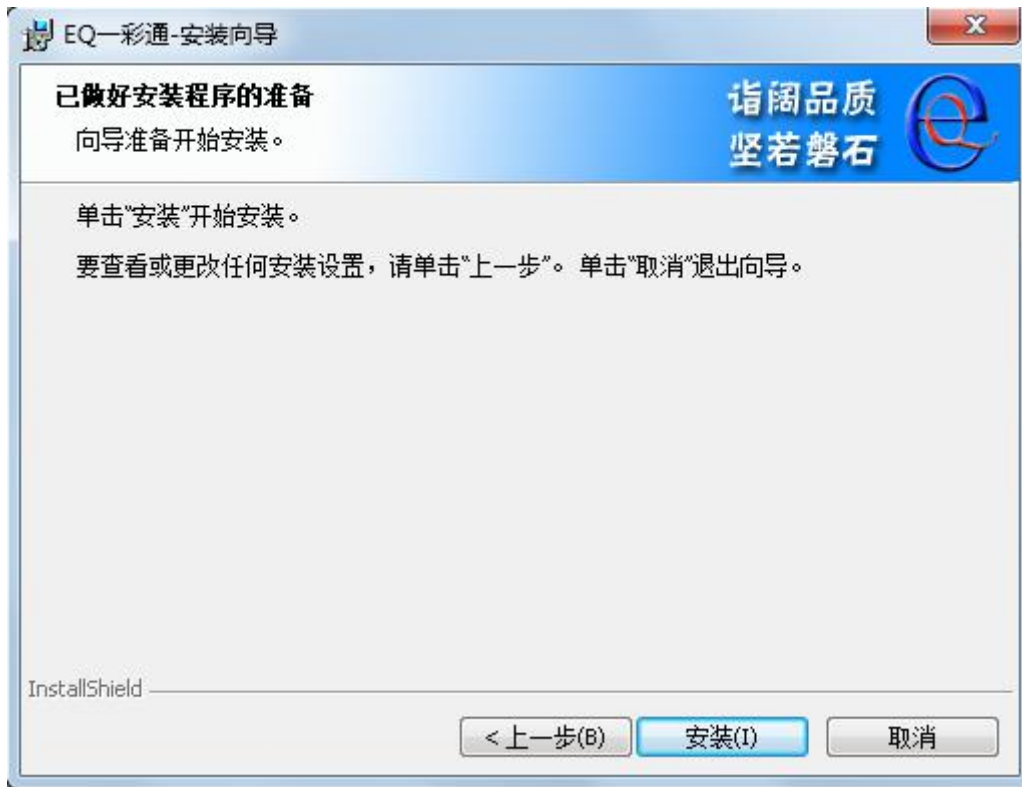 EQ一彩通-安装向导
已做好安装程序的准备
向导准备开始安装。
诣阔品质
坚若磐石
单击"安装"开始安装。
要查看或更改任何安装设置，请单击"上一步"。 单击"取消"退出向导。
InstallShield
<上一步(B)
安装(I)
取消